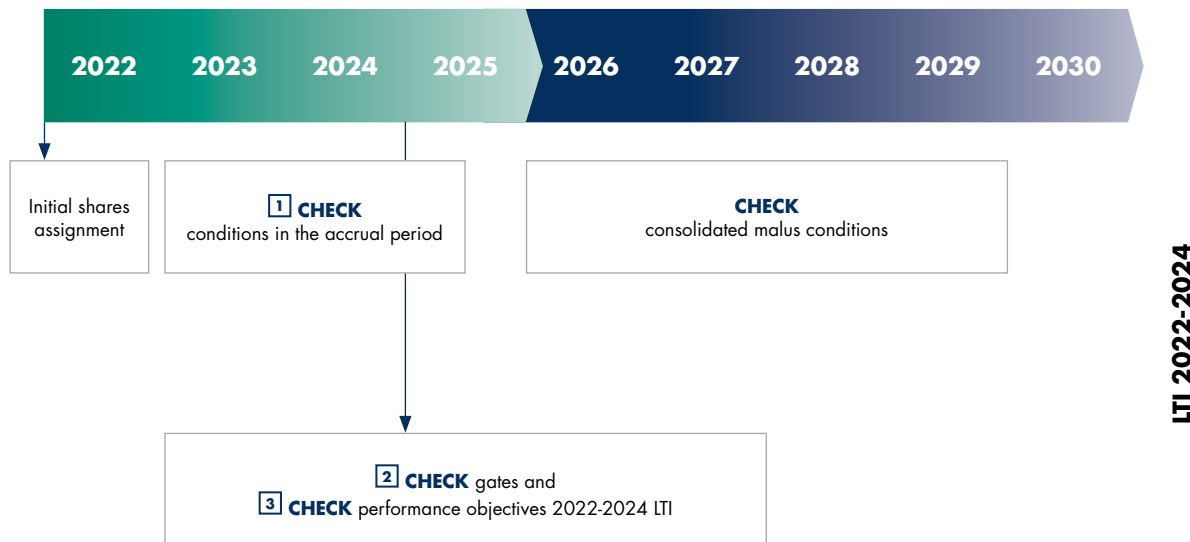 2022 2023 2024 2025 2026 2027 2028 2029 2030
Initial shares
assignment
1 CHECK
conditions in the accrual period
CHECK
consolidated malus conditions
LTI 2022-2024
2 CHECK gates and
3 CHECK performance objectives 2022-2024 LTI